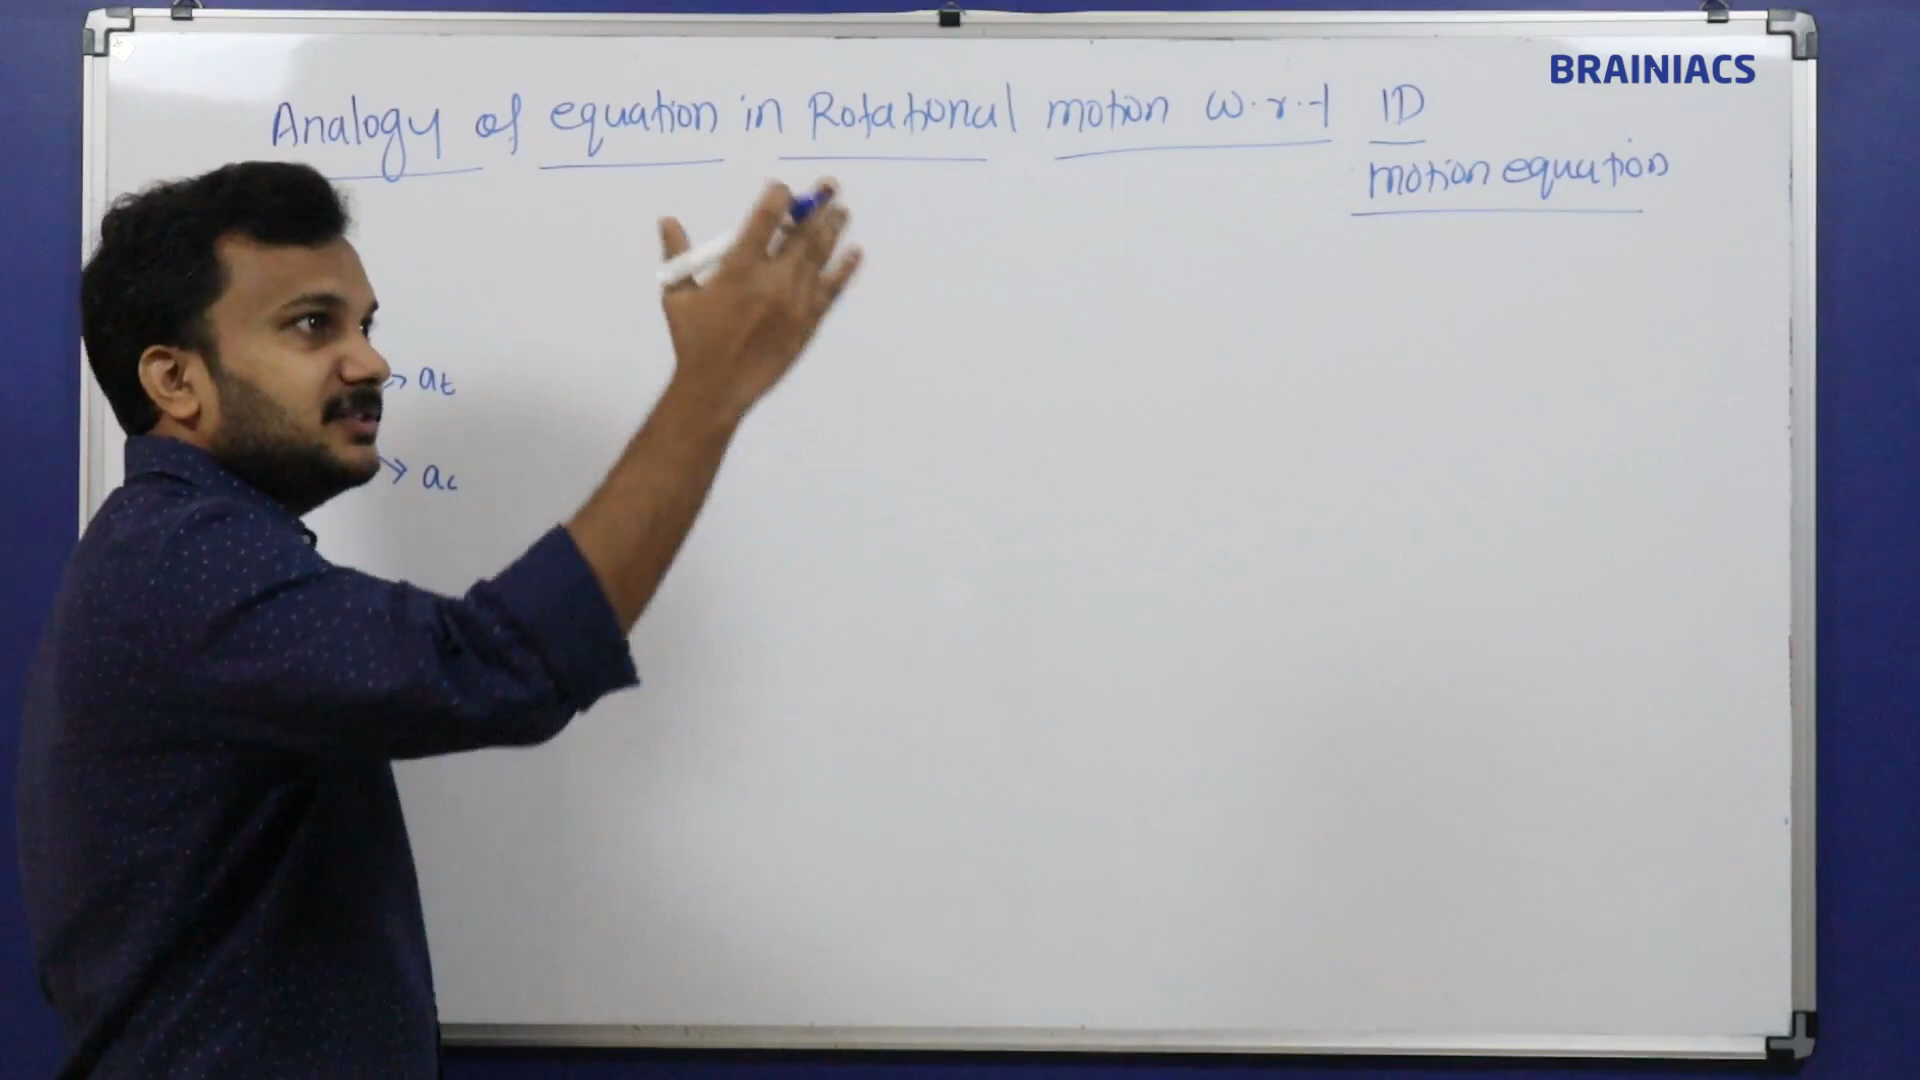 BRAINIACS
Analogy of equation in Rotational motion w.r.t 1D
motion equation
at
ac